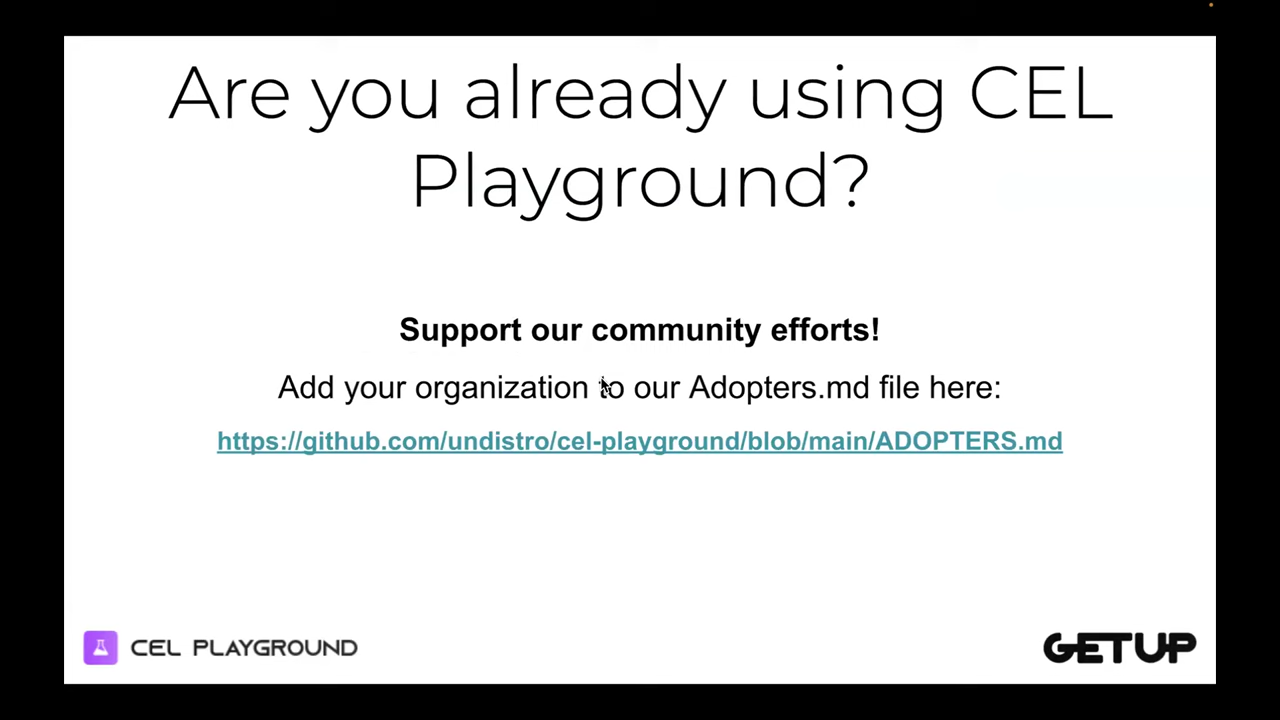 Are you already using CEL
Playground?
Support our community efforts!
Add your organization to our Adopters.md file here:
https://github.com/undistro/cel-playground/blob/main/ADOPTERS.md
CEL PLAYGROUND
GETUP